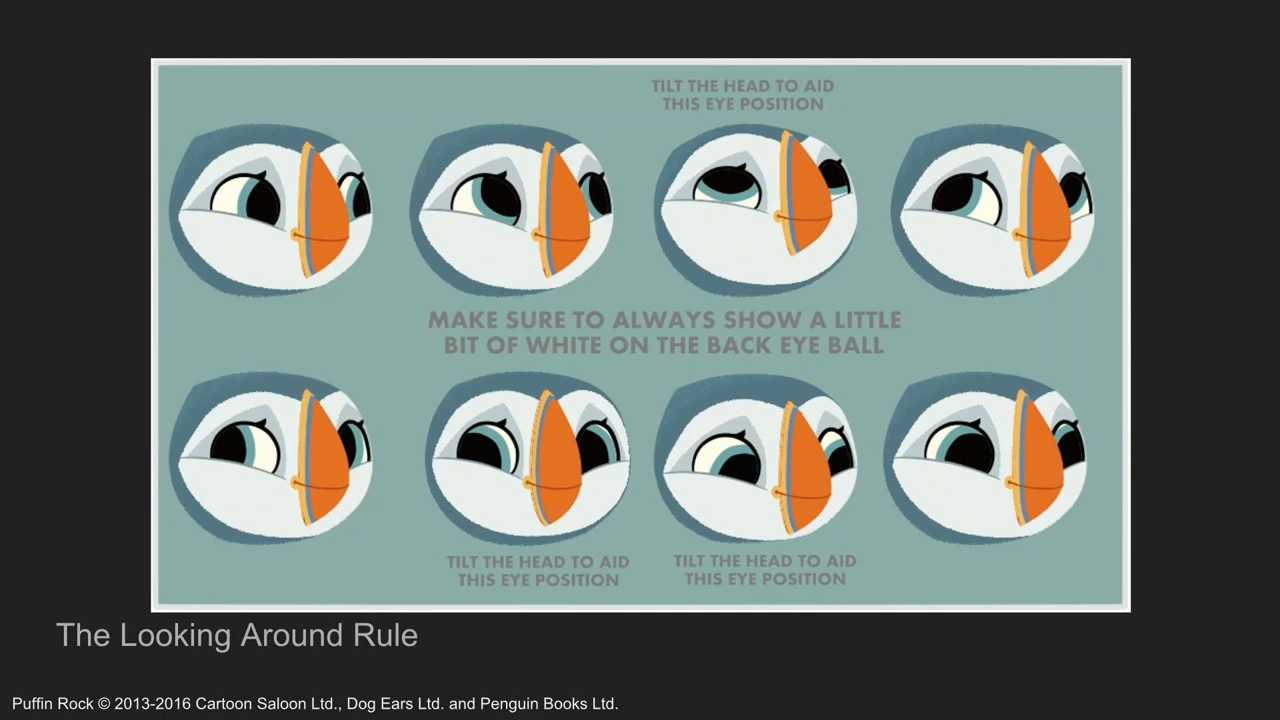 TILT THE HEAD TO AID
THIS EYE POSITION
MAKE SURE TO ALWAYS SHOW A LITTLE
BIT OF WHITE ON THE BACK EYE BALL
TILT THE HEAD TO AID
THIS EYE POSITION
TILT THE HEAD TO AID
THIS EYE POSITION
The Looking Around Rule
Puffin Rock © 2013-2016 Cartoon Saloon Ltd., Dog Ears Ltd. and Penguin Books Ltd.